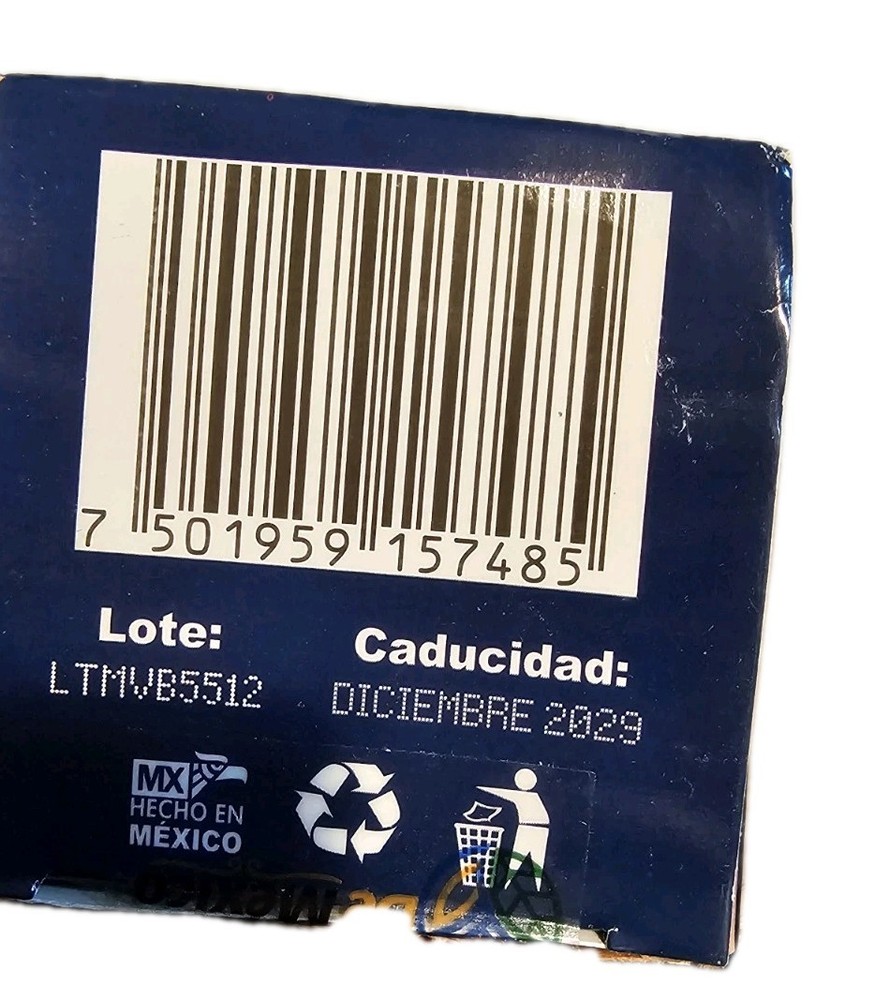 7 501959 157485
Lote:
LTMVB5512
Caducidad:
DICIEMBRE 2029
MX
HECHO EN
MÉXICO